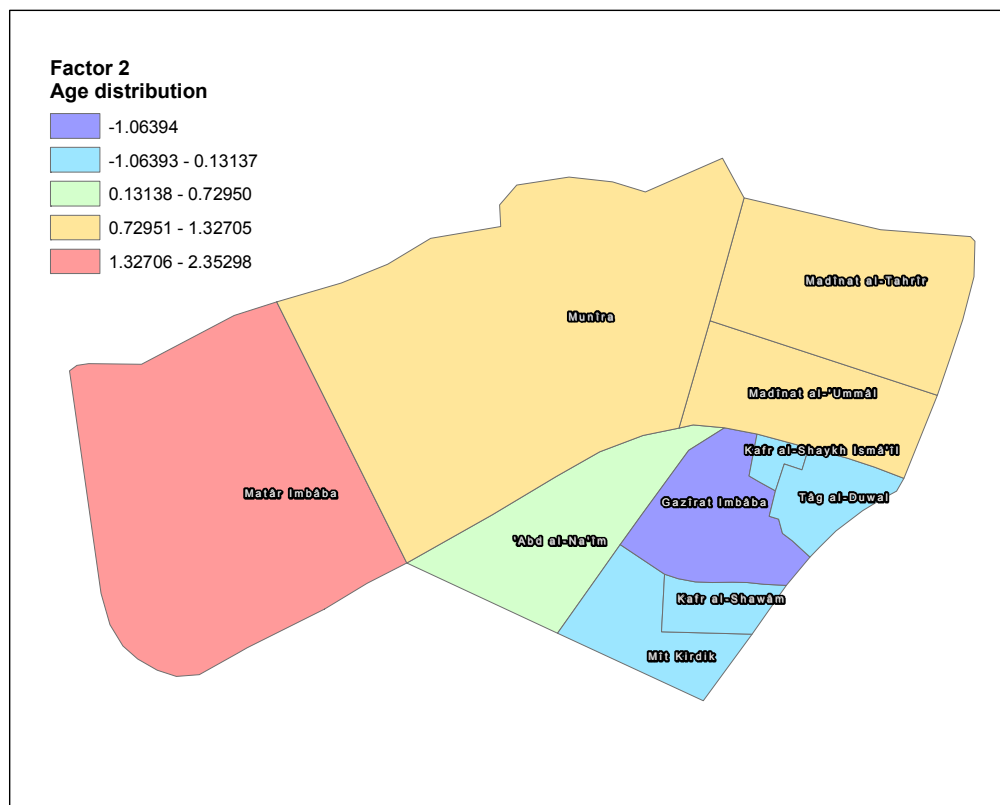 Factor 2
Age distribution
-1.06394
-1.06393 - 0.13137
0.13138 - 0.72950
0.72951 - 1.32705
1.32706 - 2.35298
Madînat al-Tahrîr
Munîra
Madînat al-'Ummâl
Kafr al-Shaykh Ismâ'îl
Matâr Imbâba
Gazîrat Imbâba
Tâg al-Duwal
'Abd al-Na'îm
Kafr al-Shawâm
Mît Kirdik